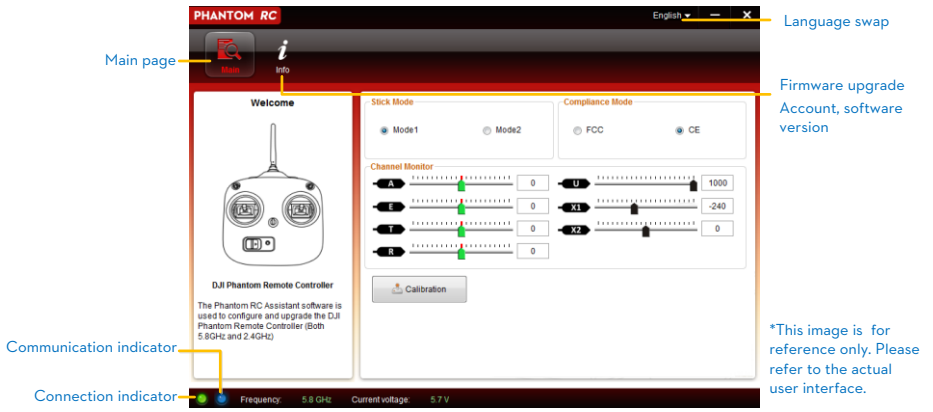 PHANTOM RC
English
Language swap
Main page
Main
Info
Firmware upgrade
Account, software
version
Welcome
DJI Phantom Remote Controller
The Phantom RC Assistant software is
used to configure and upgrade the DJI
Phantom Remote Controller (Both
5.8GHz and 2.4GHz)
Stick Mode
Mode1
Mode2
Compliance Mode
FCC
CE
Channel Monitor
A 0
E 0
T 0
R 0
U 1000
X1 -240
X2 0
Calibration
*This image is for
reference only. Please
refer to the actual
user interface.
Communication indicator
Connection indicator
Frequency: 5.8 GHz Current voltage: 5.7 V